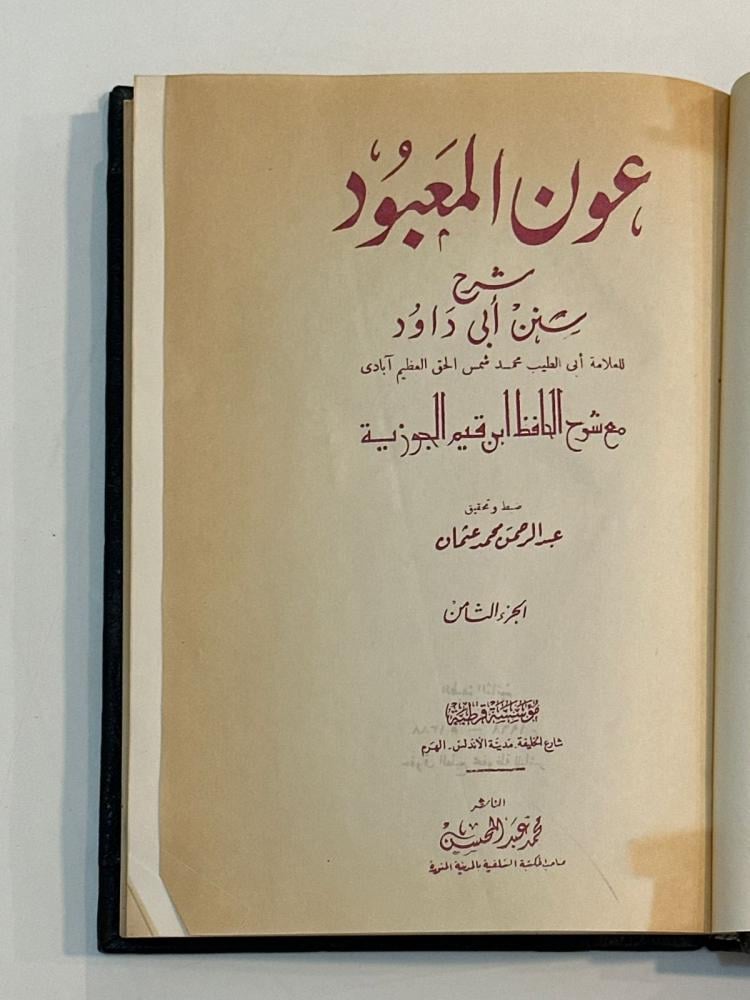 عون المعبود
شرح
سنن أبي داود
للعلامة أبى الطيب محمد شمس الحق العظيم آبادى
مع شرح الحافظ ابن قيم الجوزية
ضبط وتحقيق
عبد الرحمن محمد عثمان
الجزء الثامن
مؤسسة قرطبة
شارع الخليفة - مدينة الأندلس - الهرم
الناشر
محمد عبد المحسن
صاحب المكتبة السلفية بالمدينة المنورة